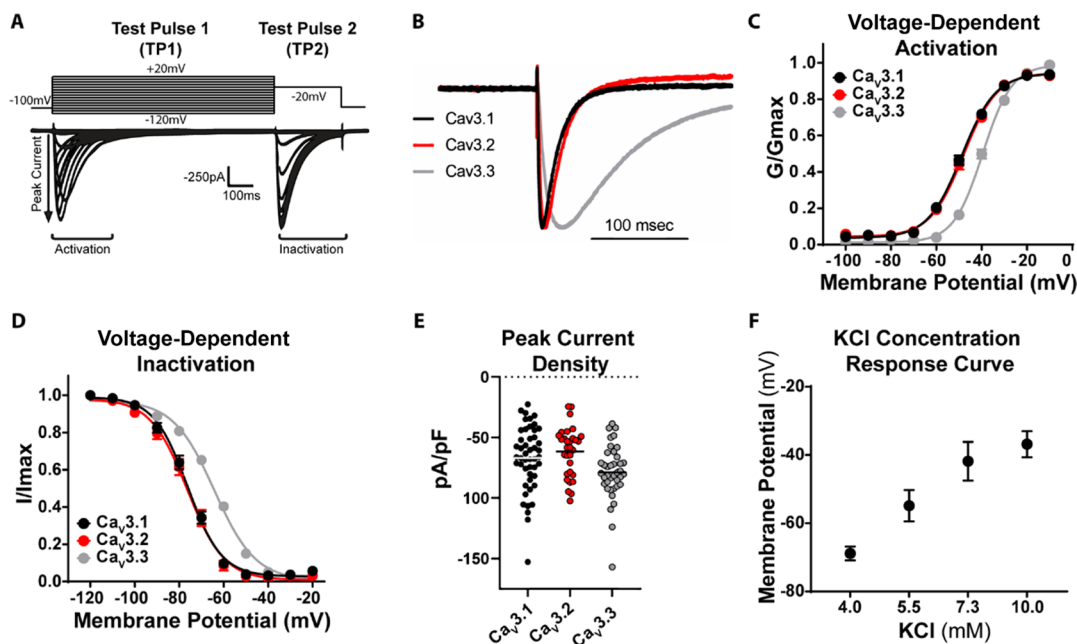 A
Test Pulse 1
(TP1)
Test Pulse 2
(TP2)
+20mV
-100mV
-20mV
-120mV
Peak Current
-250pA
100ms
Activation
Inactivation
B
Cav3.1
Cav3.2
Cav3.3
100 msec
C
Voltage-Dependent
Activation
Cav3.1
Cav3.2
Cav3.3
G/Gmax
1.0
0.8
0.6
0.4
0.2
0.0
-100 -80 -60 -40 -20 0
Membrane Potential (mV)
D
Voltage-Dependent
Inactivation
I/Imax
1.0
0.8
0.6
0.4
0.2
0.0
Cav3.1
Cav3.2
Cav3.3
-120 -100 -80 -60 -40 -20
Membrane Potential (mV)
E
Peak Current
Density
pA/pF
0
-50
100
-150
Cav3.1 Cav3.2 Cav3.3
F
KCl Concentration
Response Curve
Membrane Potential (mV)
-20
-40
-60
-80
4.0 5.5 7.3 10.0
KCl (mM)